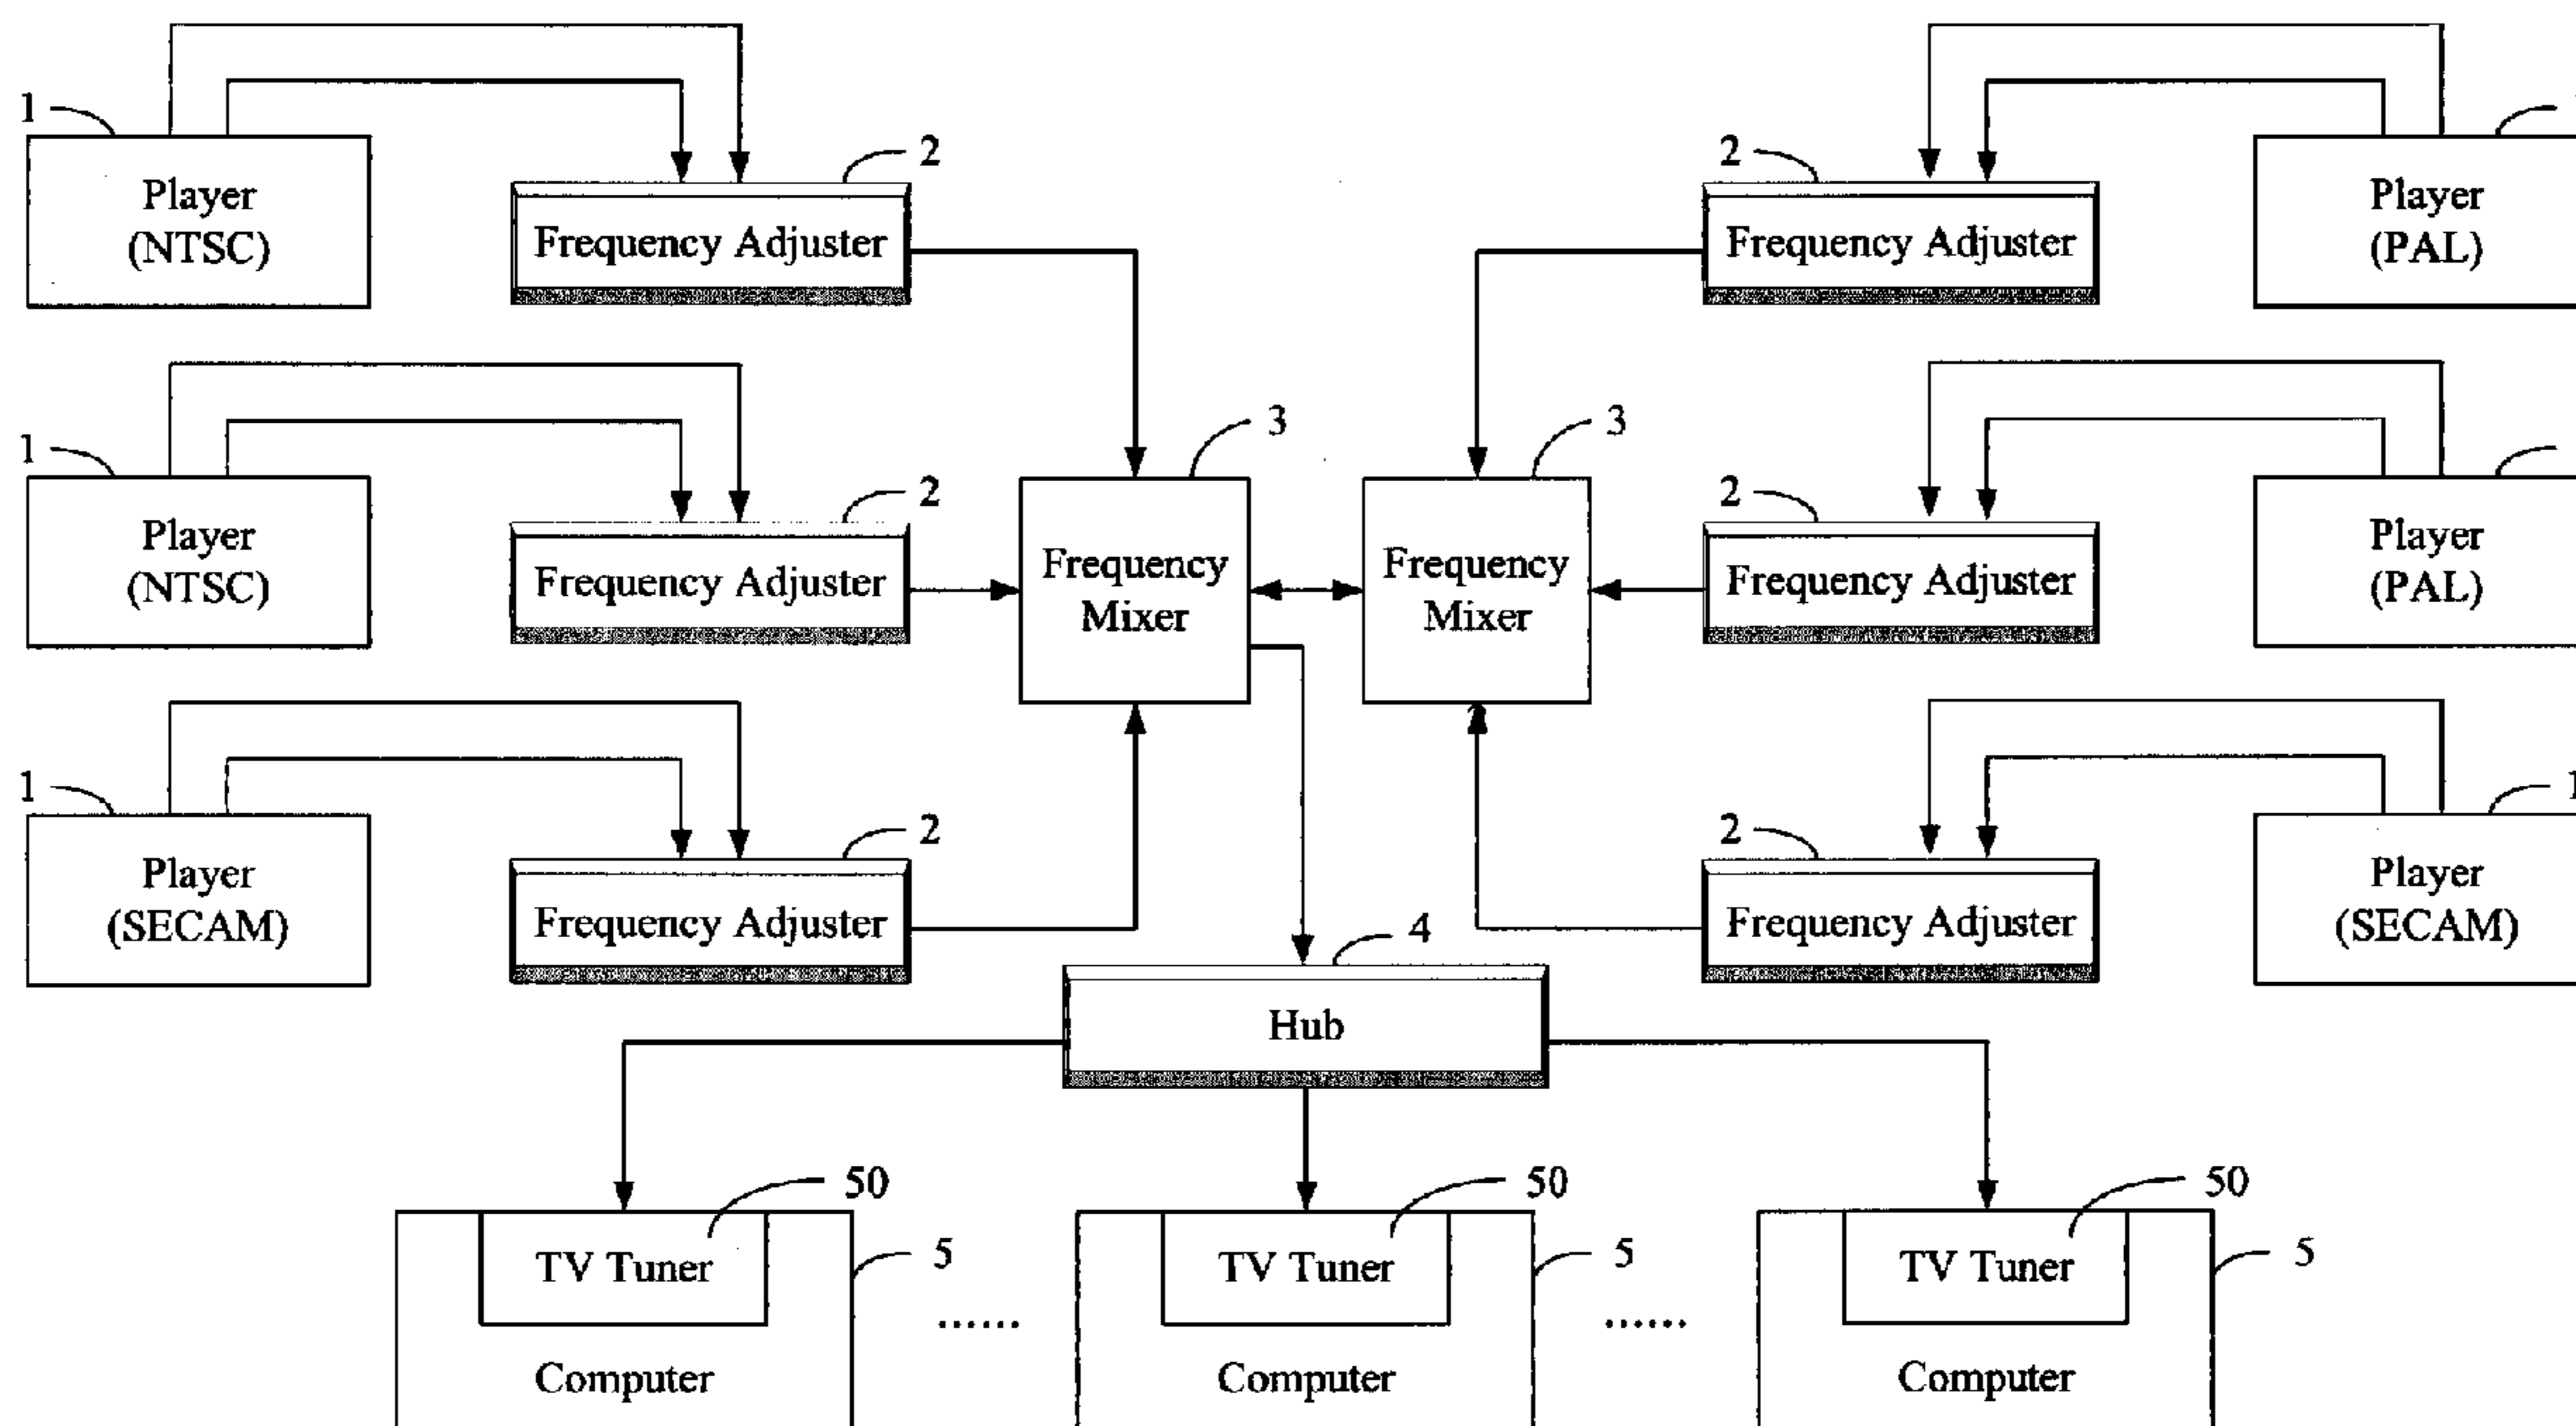 1
Player
(NTSC)
2
Frequency Adjuster
2
Frequency Adjuster
Player
(PAL)
1
Player
(NTSC)
2
Frequency Adjuster
3
Frequency
Mixer
3
Frequency
Mixer
2
Frequency Adjuster
Player
(PAL)
1
Player
(SECAM)
2
Frequency Adjuster
2
Frequency Adjuster
1
Player
(SECAM)
4
Hub
50
TV Tuner
5
Computer
......
50
TV Tuner
5
Computer
......
50
TV Tuner
5
Computer